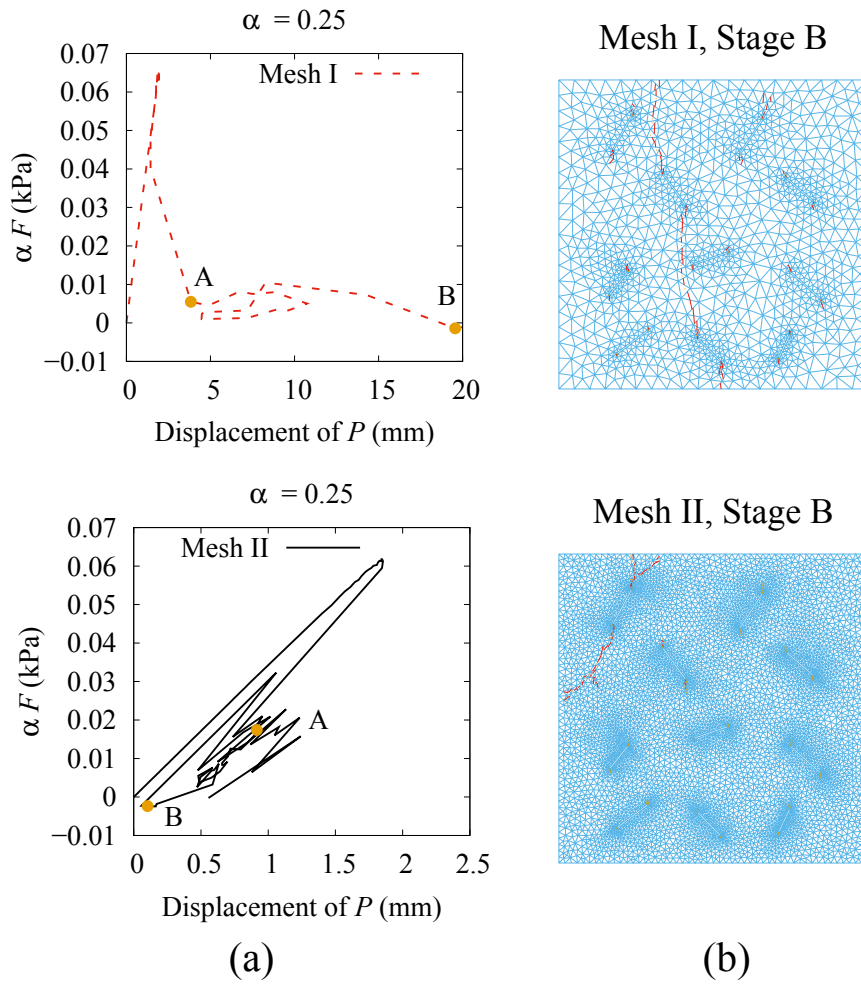 α = 0.25
Mesh I, Stage B
0.07
0.06
0.05
0.04
0.03
0.02
0.01
0
−0.01
α F (kPa)
Mesh I
A
B
0
5
10
15
20
Displacement of P (mm)
α = 0.25
Mesh II, Stage B
0.07
0.06
0.05
0.04
0.03
0.02
0.01
0
−0.01
α F (kPa)
Mesh II
A
B
0
0.5
1
1.5
2
2.5
Displacement of P (mm)
(a)
(b)